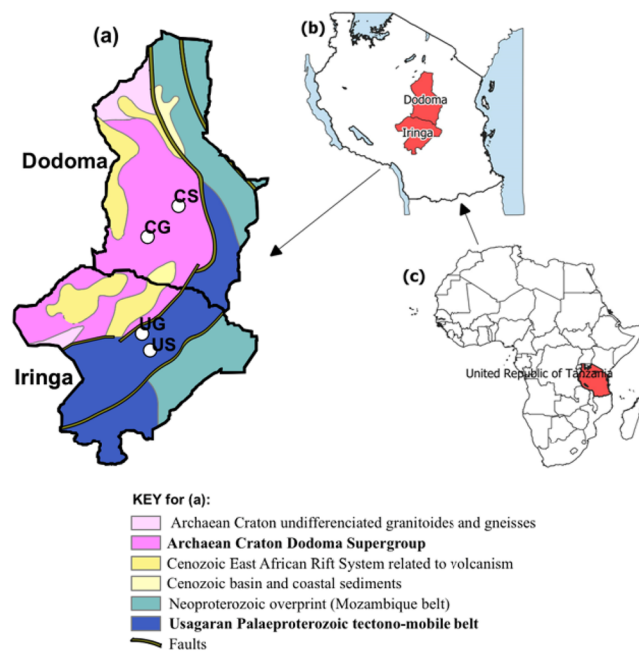 (a)
(b)
Dodoma
Iringa
Dodoma
CS
CG
(c)
UG
US
Iringa
United Republic of Tanzania
KEY for (a):
Archaean Craton undifferenciated granitoides and gneisses
Archaean Craton Dodoma Supergroup
Cenozoic East African Rift System related to volcanism
Cenozoic basin and coastal sediments
Neoproterozoic overprint (Mozambique belt)
Usagaran Palaeproterozoic tectono-mobile belt
Faults